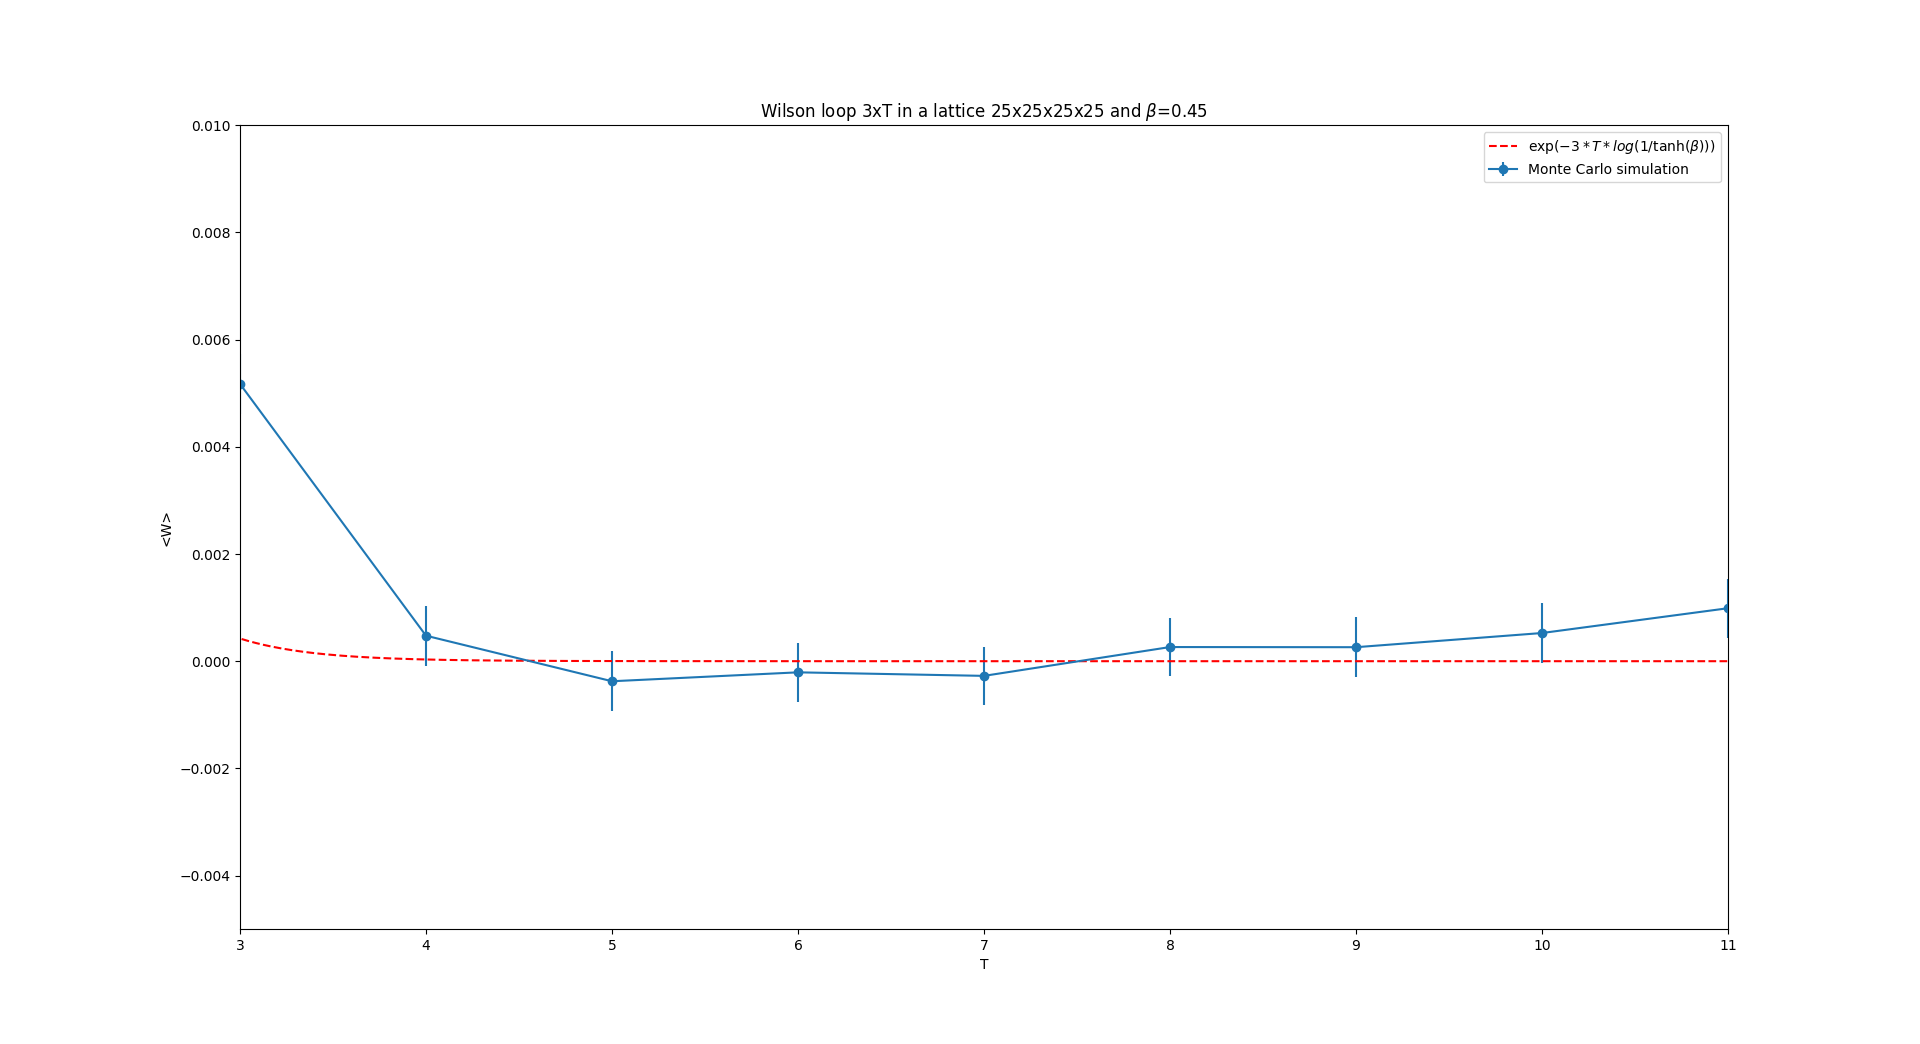 Wilson loop 3xT in a lattice 25x25x25x25 and β=0.45
exp(−3 * T * log(1/tanh(β)))
Monte Carlo simulation
0.010
0.008
0.006
0.004
0.002
0.000
−0.002
−0.004
<W>
3 4 5 6 7 8 9 10 11
T